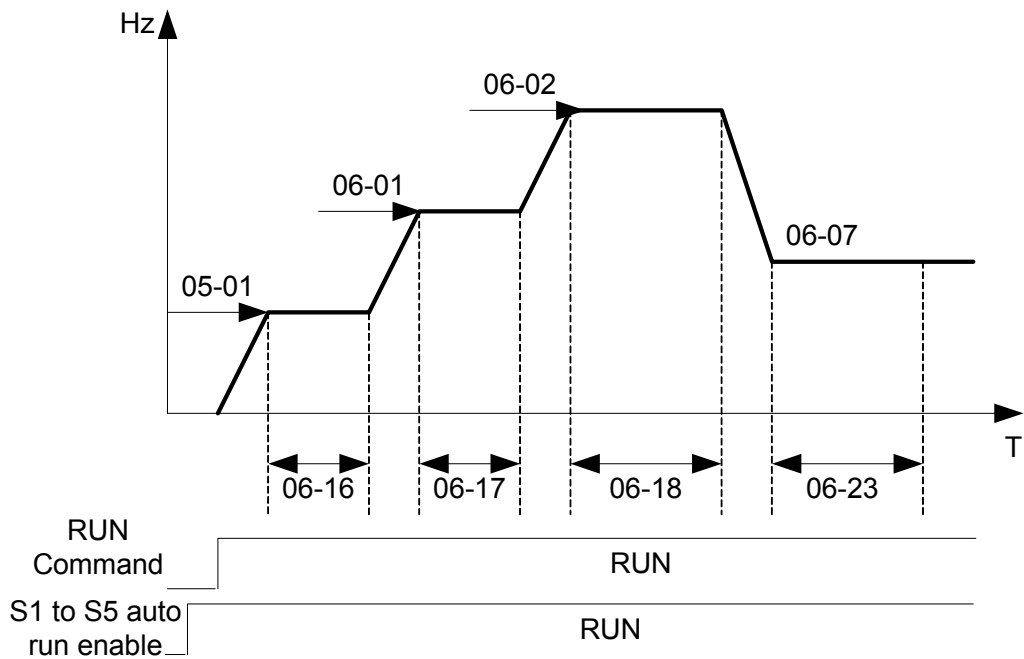 Hz
06-02
06-01
05-01
06-07
T
06-16
06-17
06-18
06-23
RUN
Command
RUN
S1 to S5 auto
run enable
RUN